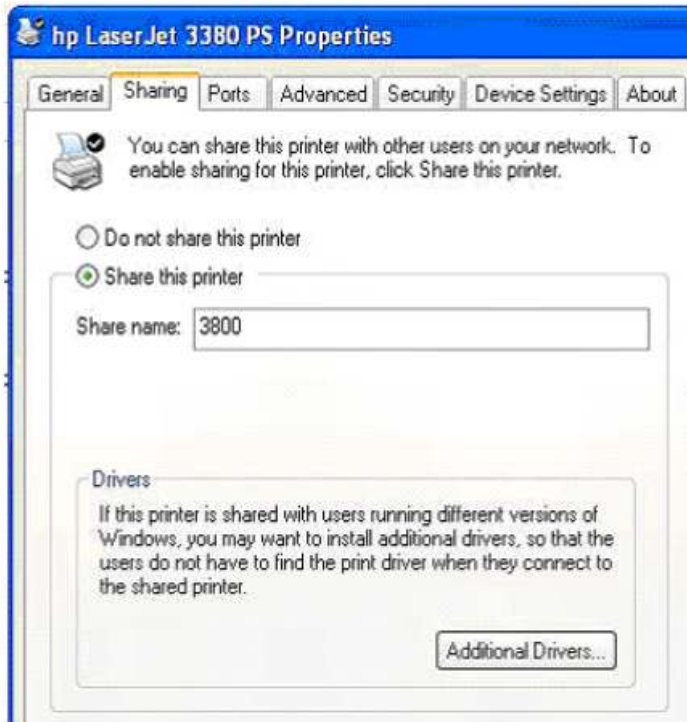 hp LaserJet 3380 PS Properties
General Sharing Ports Advanced Security Device Settings About
You can share this printer with other users on your network. To
enable sharing for this printer, click Share this printer.
Do not share this printer
Share this printer
Share name: 3800
Drivers
If this printer is shared with users running different versions of
Windows, you may want to install additional drivers, so that the
users do not have to find the print driver when they connect to
the shared printer.
Additional Drivers...